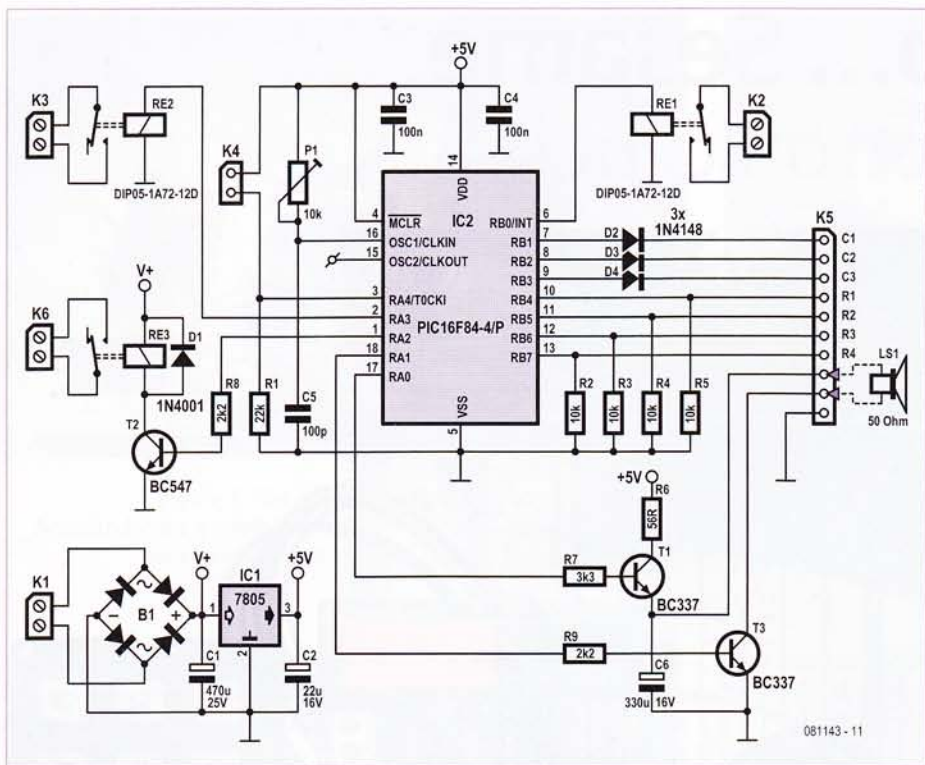 +5V
K3
RE2
DIP05-1A72-12D
K4
P1
10k
C3
100n
C4
100n
RE1
DIP05-1A72-12D
K2
14
VDD
IC2
PIC16F84-4/P
4
MCLR
16
OSC1/CLKIN
15
OSC2/CLKOUT
3
RA4/T0CKI
2
RA3
1
RA2
18
RA1
17
RA0
6
RB0/INT
7
RB1
8
RB2
9
RB3
10
RB4
11
RB5
12
RB6
13
RB7
VSS
5
3x
1N4148
D2
D3
D4
K5
C1
C2
C3
R1
R2
R3
R4
LS1
50 Ohm
V+
K6
RE3
D1
1N4001
T2
BC547
R8
2k2
R1
22k
C5
100p
R2
10k
R3
10k
R4
10k
R5
10k
+5V
R6
56R
R7
3k3
T1
BC337
R9
2k2
T3
BC337
C6
330u
16V
K1
~
–
B1
+
~
V+
IC1
7805
1
3
2
+5V
C1
470u
25V
C2
22u
16V
081143 - 11